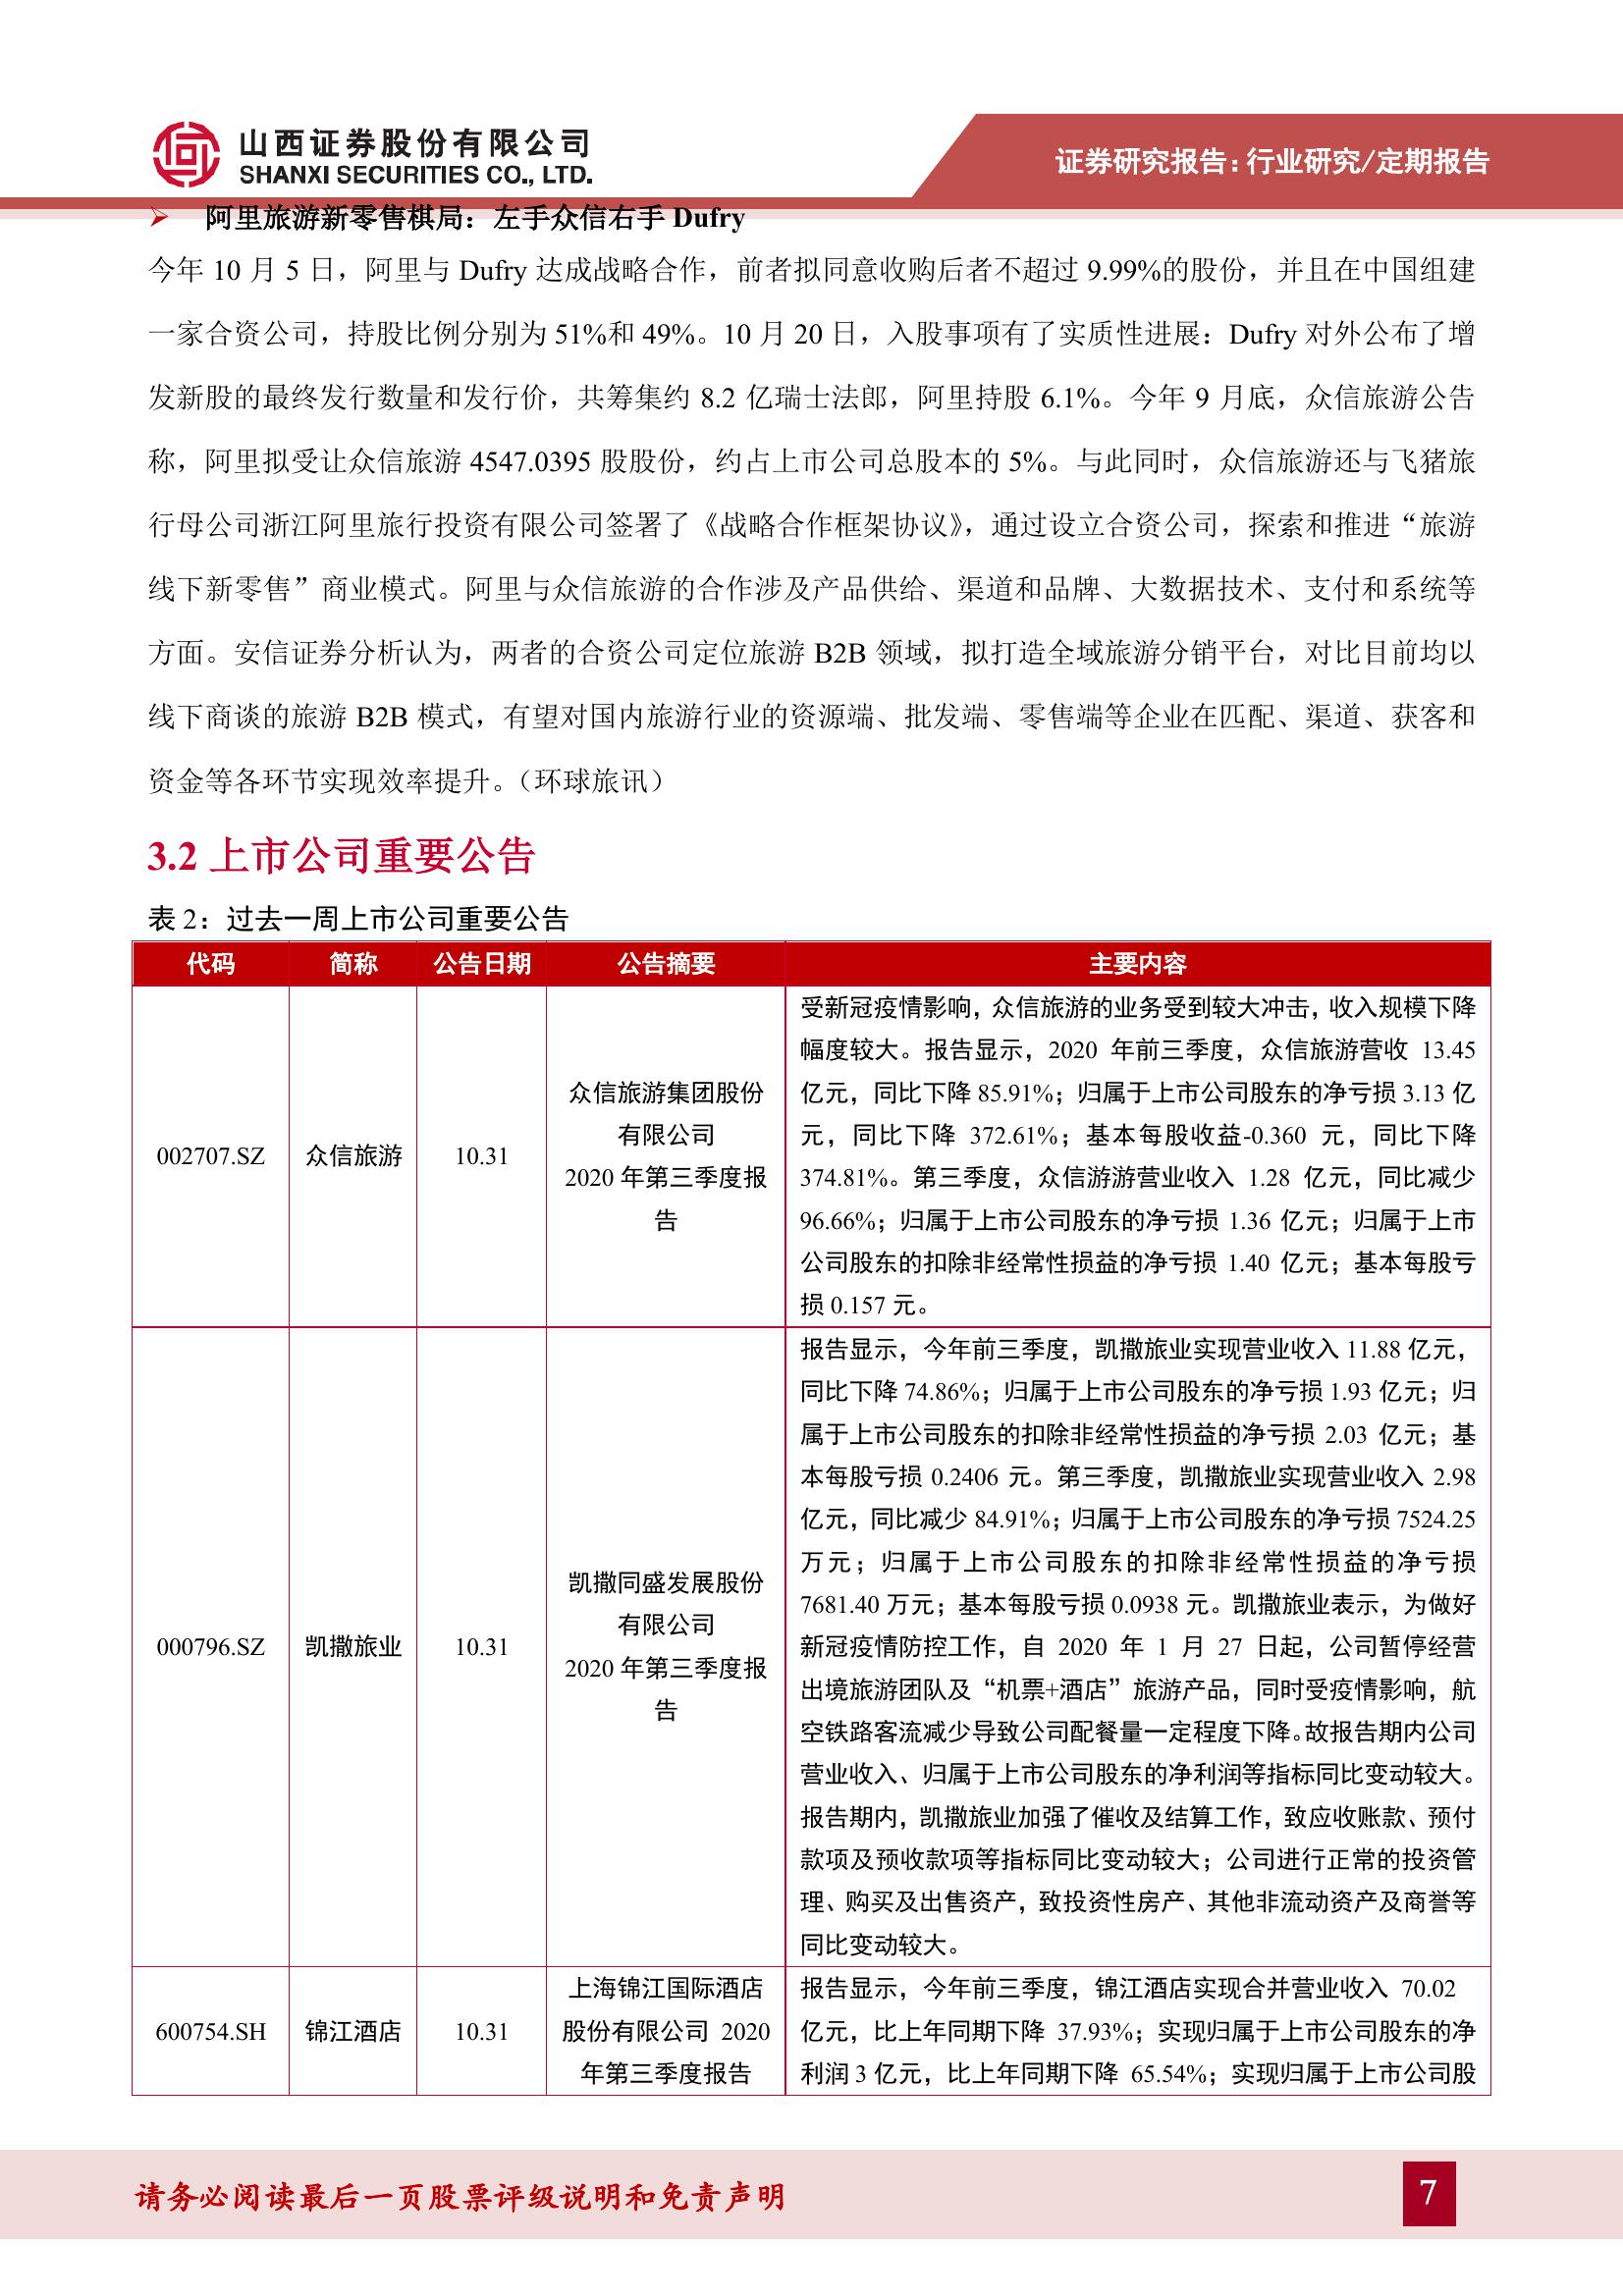 山西证券股份有限公司
SHANXI SECURITIES CO., LTD.
证券研究报告：行业研究/定期报告
➢ 阿里旅游新零售棋局：左手众信右手 Dufry
今年 10 月 5 日，阿里与 Dufry 达成战略合作，前者拟同意收购后者不超过 9.99%的股份，并且在中国组建
一家合资公司，持股比例分别为 51%和 49%。10 月 20 日，入股事项有了实质性进展：Dufry 对外公布了增
发新股的最终发行数量和发行价，共筹集约 8.2 亿瑞士法郎，阿里持股 6.1%。今年 9 月底，众信旅游公告
称，阿里拟受让众信旅游 4547.0395 股股份，约占上市公司总股本的 5%。与此同时，众信旅游还与飞猪旅
行母公司浙江阿里旅行投资有限公司签署了《战略合作框架协议》，通过设立合资公司，探索和推进“旅游
线下新零售”商业模式。阿里与众信旅游的合作涉及产品供给、渠道和品牌、大数据技术、支付和系统等
方面。安信证券分析认为，两者的合资公司定位旅游 B2B 领域，拟打造全域旅游分销平台，对比目前均以
线下商谈的旅游 B2B 模式，有望对国内旅游行业的资源端、批发端、零售端等企业在匹配、渠道、获客和
资金等各环节实现效率提升。（环球旅讯）
3.2 上市公司重要公告
表 2：过去一周上市公司重要公告
代码 简称 公告日期 公告摘要 主要内容
002707.SZ 众信旅游 10.31
众信旅游集团股份
有限公司
2020 年第三季度报
告
受新冠疫情影响，众信旅游的业务受到较大冲击，收入规模下降
幅度较大。报告显示，2020 年前三季度，众信旅游营收 13.45
亿元，同比下降 85.91%；归属于上市公司股东的净亏损 3.13 亿
元，同比下降 372.61%；基本每股收益-0.360 元，同比下降
374.81%。第三季度，众信游游营业收入 1.28 亿元，同比减少
96.66%；归属于上市公司股东的净亏损 1.36 亿元；归属于上市
公司股东的扣除非经常性损益的净亏损 1.40 亿元；基本每股亏
损 0.157 元。
000796.SZ 凯撒旅业 10.31
凯撒同盛发展股份
有限公司
2020 年第三季度报
告
报告显示，今年前三季度，凯撒旅业实现营业收入 11.88 亿元，
同比下降 74.86%；归属于上市公司股东的净亏损 1.93 亿元；归
属于上市公司股东的扣除非经常性损益的净亏损 2.03 亿元；基
本每股亏损 0.2406 元。第三季度，凯撒旅业实现营业收入 2.98
亿元，同比减少 84.91%；归属于上市公司股东的净亏损 7524.25
万元；归属于上市公司股东的扣除非经常性损益的净亏损
7681.40 万元；基本每股亏损 0.0938 元。凯撒旅业表示，为做好
新冠疫情防控工作，自 2020 年 1 月 27 日起，公司暂停经营
出境旅游团队及“机票+酒店”旅游产品，同时受疫情影响，航
空铁路客流减少导致公司配餐量一定程度下降。故报告期内公司
营业收入、归属于上市公司股东的净利润等指标同比变动较大。
报告期内，凯撒旅业加强了催收及结算工作，致应收账款、预付
款项及预收款项等指标同比变动较大；公司进行正常的投资管
理、购买及出售资产，致投资性房产、其他非流动资产及商誉等
同比变动较大。
600754.SH 锦江酒店 10.31
上海锦江国际酒店
股份有限公司 2020
年第三季度报告
报告显示，今年前三季度，锦江酒店实现合并营业收入 70.02
亿元，比上年同期下降 37.93%；实现归属于上市公司股东的净
利润 3 亿元，比上年同期下降 65.54%；实现归属于上市公司股
请务必阅读最后一页股票评级说明和免责声明
7